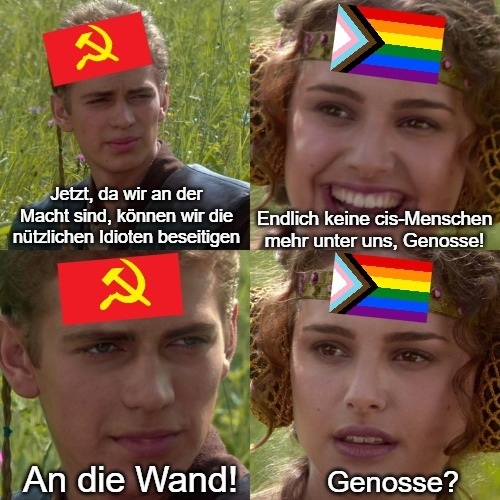 Jetzt, da wir an der
Macht sind, können wir die
nützlichen Idioten beseitigen
Endlich keine cis-Menschen
mehr unter uns, Genosse!
An die Wand!
Genosse?